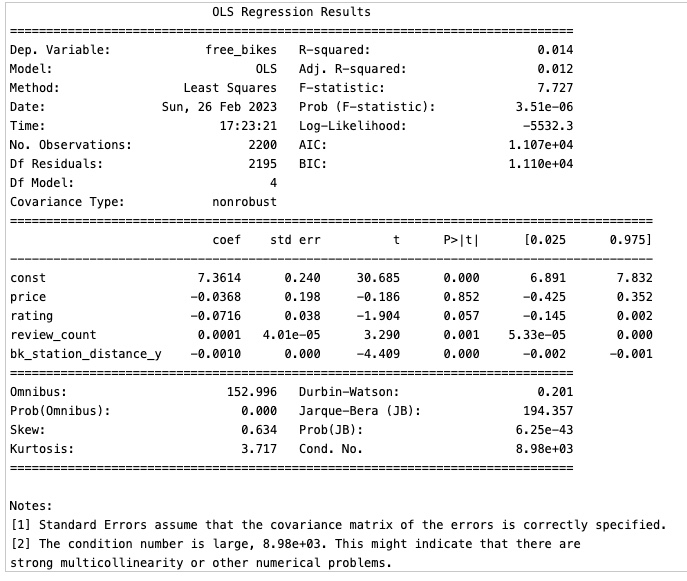 OLS Regression Results
==============================================================================
Dep. Variable:             free_bikes   R-squared:                       0.014
Model:                            OLS   Adj. R-squared:                  0.012
Method:                 Least Squares   F-statistic:                     7.727
Date:                Sun, 26 Feb 2023   Prob (F-statistic):           3.51e-06
Time:                        17:23:21   Log-Likelihood:                -5532.3
No. Observations:                2200   AIC:                         1.107e+04
Df Residuals:                    2195   BIC:                         1.110e+04
Df Model:                           4
Covariance Type:            nonrobust
=========================================================================================
                            coef    std err          t      P>|t|      [0.025      0.975]
-----------------------------------------------------------------------------------------
const                     7.3614      0.240     30.685      0.000       6.891       7.832
price                    -0.0368      0.198     -0.186      0.852      -0.425       0.352
rating                   -0.0716      0.038     -1.904      0.057      -0.145       0.002
review_count              0.0001   4.01e-05      3.290      0.001    5.33e-05       0.000
bk_station_distance_y    -0.0010      0.000     -4.409      0.000      -0.002      -0.001
==============================================================================
Omnibus:                      152.996   Durbin-Watson:                   0.201
Prob(Omnibus):                  0.000   Jarque-Bera (JB):              194.357
Skew:                           0.634   Prob(JB):                     6.25e-43
Kurtosis:                       3.717   Cond. No.                     8.98e+03
==============================================================================
Notes:
[1] Standard Errors assume that the covariance matrix of the errors is correctly specified.
[2] The condition number is large, 8.98e+03. This might indicate that there are
strong multicollinearity or other numerical problems.